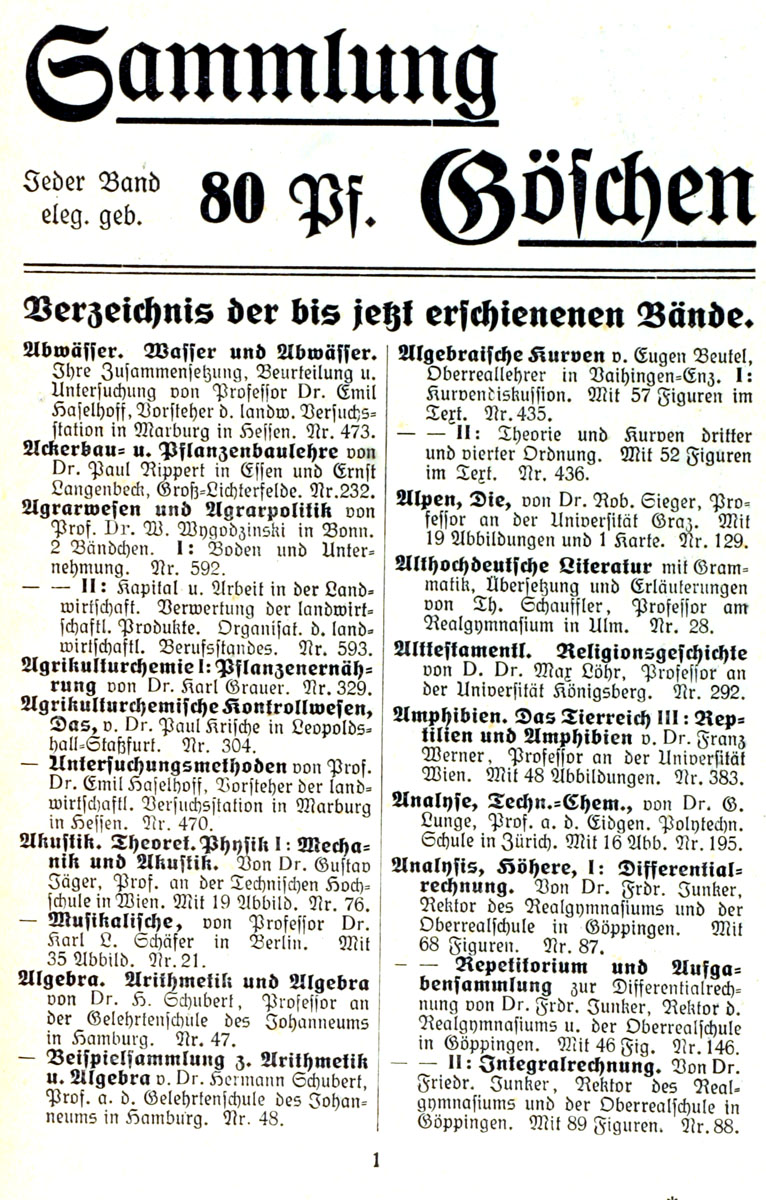 Sammlung
Jeder Band
eleg. geb.
80 Pf.
Göschen
Verzeichnis der bis jetzt erschienenen Bände.
Abwässer. Wasser und Abwässer.
Ihre Zusammensetzung, Beurteilung u.
Untersuchung von Professor Dr. Emil
Haselhoff, Vorsteher d. landw. Versuchs=
station in Marburg in Hessen. Nr. 473.
Ackerbau= u. Pflanzenbaulehre von
Dr. Paul Rippert in Essen und Ernst
Langenbeck, Groß=Lichterfelde. Nr. 232.
Agrarwesen und Agrarpolitik von
Prof. Dr. W. Wygodzinski in Bonn.
2 Bändchen. I: Boden und Unter=
nehmung. Nr. 592.
— — II: Kapital u. Arbeit in der Land=
wirtschaft. Verwertung der landwirt=
schaftl. Produkte. Organisat. d. land=
wirtschaftl. Berufsstandes. Nr. 593.
Agrikulturchemie I: Pflanzenernäh=
rung von Dr. Karl Grauer. Nr. 329.
Agrikulturchemische Kontrollwesen,
Das, v. Dr. Paul Krische in Leopolds=
hall=Staßfurt. Nr. 304.
— Untersuchungsmethoden von Prof.
Dr. Emil Haselhoff, Vorsteher der land=
wirtschaftl. Versuchsstation in Marburg
in Hessen. Nr. 470.
Akustik. Theoret. Physik I: Mecha=
nik und Akustik. Von Dr. Gustav
Jäger, Prof. an der Technischen Hoch=
schule in Wien. Mit 19 Abbild. Nr. 76.
— Musikalische, von Professor Dr.
Karl L. Schäfer in Berlin. Mit
35 Abbild. Nr. 21.
Algebra. Arithmetik und Algebra
von Dr. H. Schubert, Professor an
der Gelehrtenschule des Johanneums
in Hamburg. Nr. 47.
— Beispielsammlung z. Arithmetik
u. Algebra v. Dr. Hermann Schubert,
Prof. a. d. Gelehrtenschule des Johan=
neums in Hamburg. Nr. 48.
Algebraische Kurven v. Eugen Beutel,
Oberreallehrer in Vaihingen=Enz. I:
Kurvendiskussion. Mit 57 Figuren im
Text. Nr. 435.
— — II: Theorie und Kurven dritter
und vierter Ordnung. Mit 52 Figuren
im Text. Nr. 436.
Alpen, Die, von Dr. Rob. Sieger, Pro=
fessor an der Universität Graz. Mit
19 Abbildungen und 1 Karte. Nr. 129.
Althochdeutsche Literatur mit Gram=
matik, Übersetzung und Erläuterungen
von Th. Schauffler, Professor am
Realgymnasium in Ulm. Nr. 28.
Alttestamentl. Religionsgeschichte
von D. Dr. Max Löhr, Professor an
der Universität Königsberg. Nr. 292.
Amphibien. Das Tierreich III: Rep=
tilien und Amphibien v. Dr. Franz
Werner, Professor an der Universität
Wien. Mit 48 Abbildungen. Nr. 383.
Analyse, Techn.=Chem., von Dr. G.
Lunge, Prof. a. d. Eidgen. Polytechn.
Schule in Zürich. Mit 16 Abb. Nr. 195.
Analysis, Höhere, I: Differential=
rechnung. Von Dr. Frdr. Junker,
Rektor des Realgymnasiums und der
Oberrealschule in Göppingen. Mit
68 Figuren. Nr. 87.
— — Repetitorium und Aufga=
bensammlung zur Differentialrech=
nung von Dr. Frdr. Junker, Rektor d.
Realgymnasiums u. der Oberrealschule
in Göppingen. Mit 46 Fig. Nr. 146.
— — II: Integralrechnung. Von Dr.
Friedr. Junker, Rektor des Real=
gymnasiums und der Oberrealschule in
Göppingen. Mit 89 Figuren. Nr. 88.
1
*